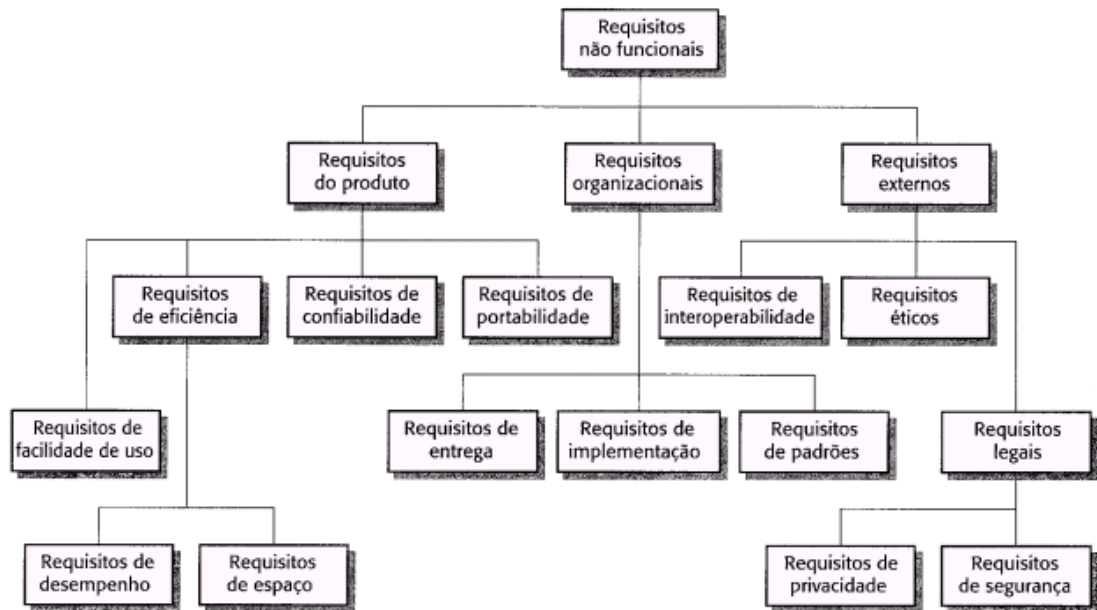 Requisitos
não funcionais
Requisitos
do produto
Requisitos
organizacionais
Requisitos
externos
Requisitos
de eficiência
Requisitos de
confiabilidade
Requisitos de
portabilidade
Requisitos de
interoperabilidade
Requisitos
éticos
Requisitos de
facilidade de uso
Requisitos de
entrega
Requisitos de
implementação
Requisitos
de padrões
Requisitos
legais
Requisitos de
desempenho
Requisitos
de espaço
Requisitos de
privacidade
Requisitos
de segurança